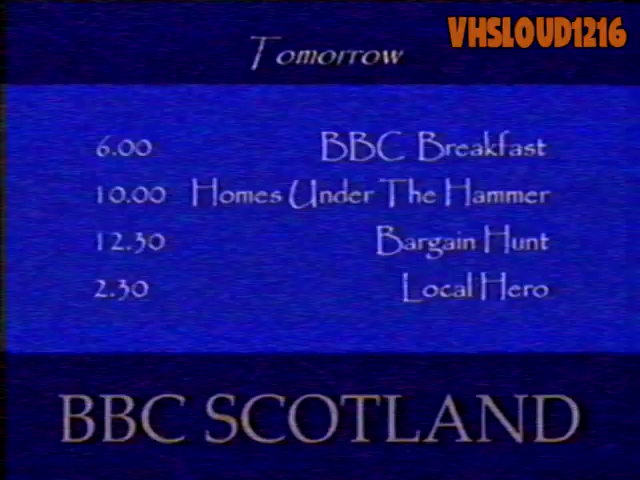 VHSLOUD1216
Tomorrow
6.00 BBC Breakfast
10.00 Homes Under The Hammer
12.30 Bargain Hunt
2.30 Local Hero
BBC SCOTLAND